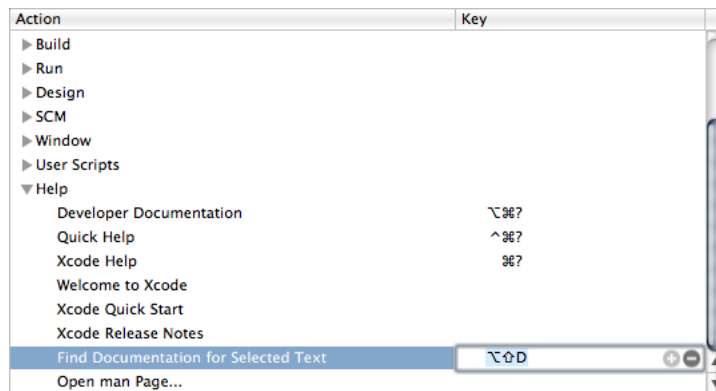 Action Key
Build
Run
Design
SCM
Window
User Scripts
Help
Developer Documentation ⌥⌘?
Quick Help ^⌘?
Xcode Help ⌘?
Welcome to Xcode
Xcode Quick Start
Xcode Release Notes
Find Documentation for Selected Text ⌥⇧D
Open man Page...